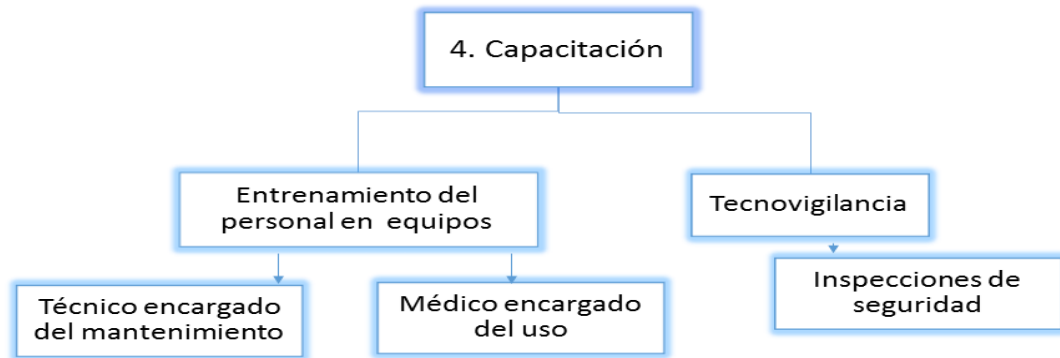 4. Capacitación
Entrenamiento del
personal en equipos
Tecnovigilancia
Técnico encargado
del mantenimiento
Médico encargado
del uso
Inspecciones de
seguridad